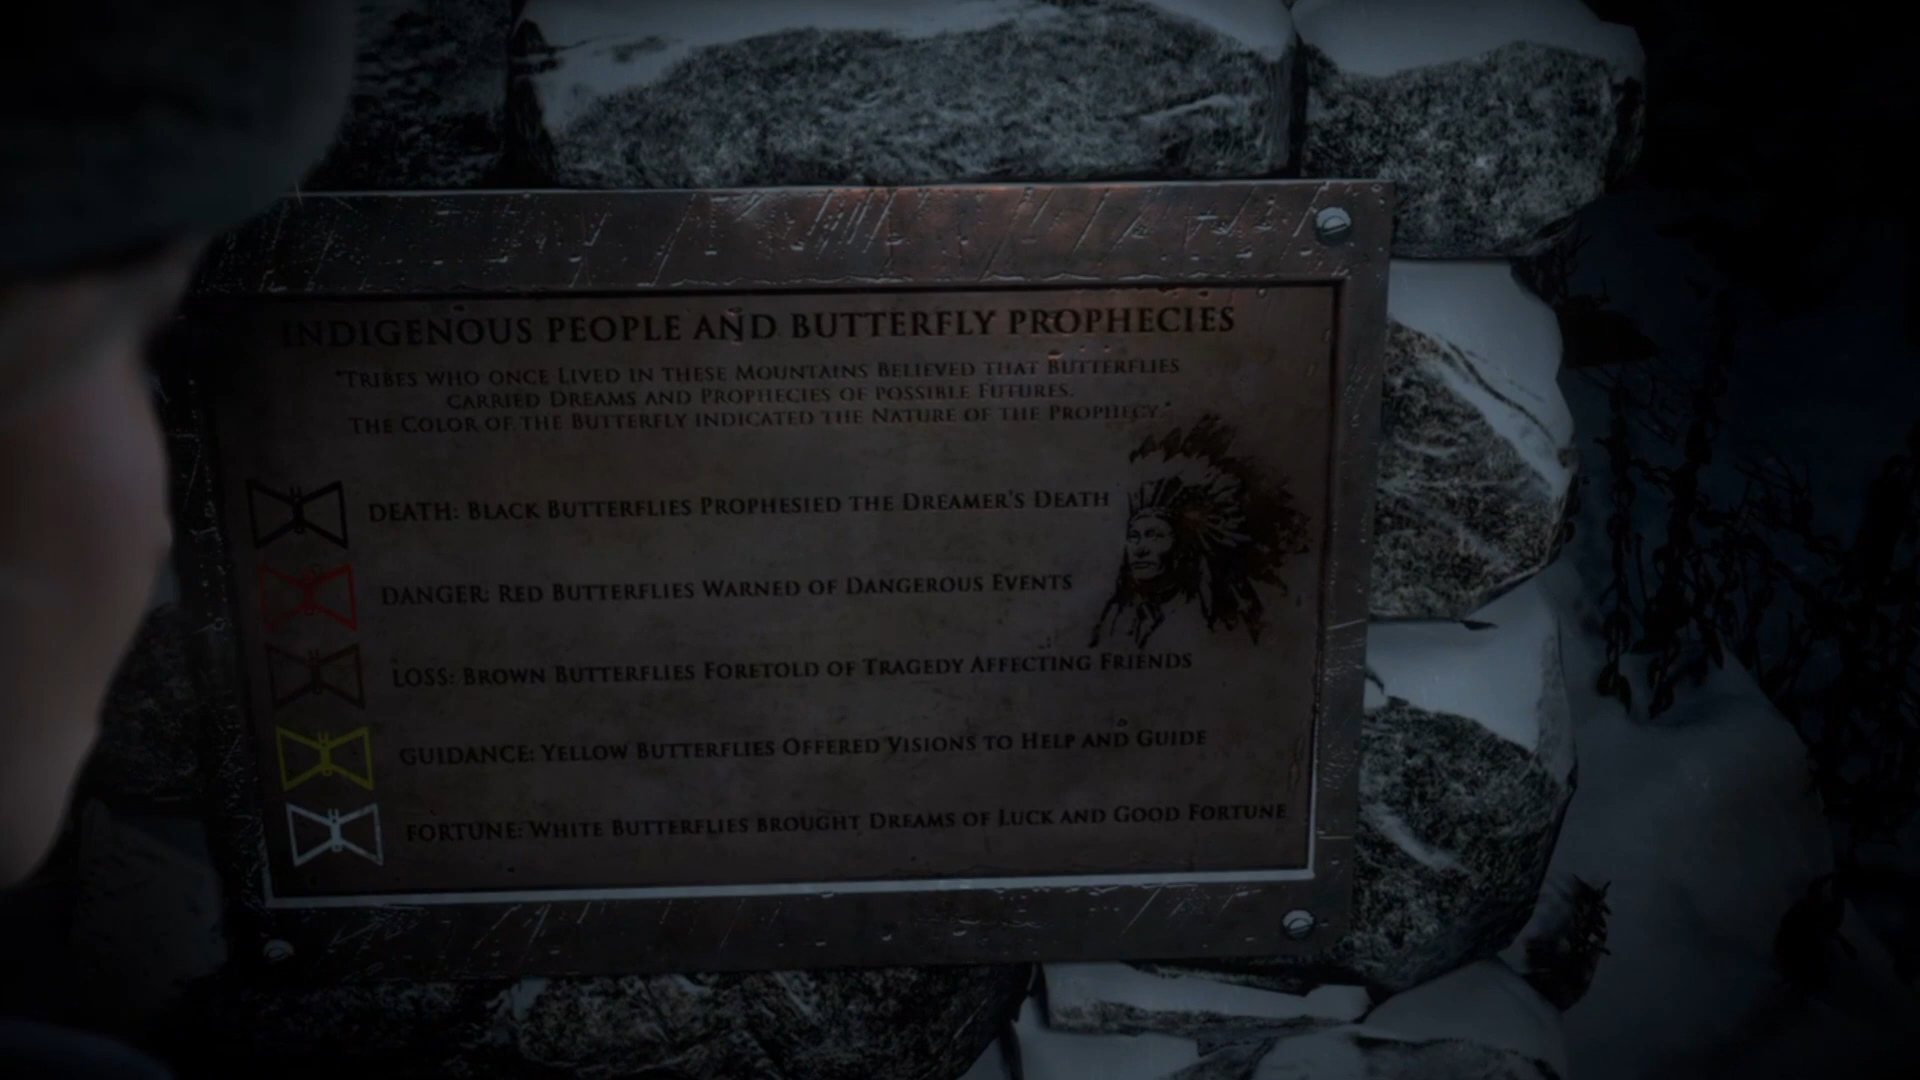 INDIGENOUS PEOPLE AND BUTTERFLY PROPHECIES
"TRIBES WHO ONCE LIVED IN THESE MOUNTAINS BELIEVED THAT BUTTERFLIES
CARRIED DREAMS AND PROPHECIES OF POSSIBLE FUTURES.
THE COLOR OF THE BUTTERFLY INDICATED THE NATURE OF THE PROPHECY."
DEATH: BLACK BUTTERFLIES PROPHESIED THE DREAMER'S DEATH
DANGER: RED BUTTERFLIES WARNED OF DANGEROUS EVENTS
LOSS: BROWN BUTTERFLIES FORETOLD OF TRAGEDY AFFECTING FRIENDS
GUIDANCE: YELLOW BUTTERFLIES OFFERED VISIONS TO HELP AND GUIDE
FORTUNE: WHITE BUTTERFLIES BROUGHT DREAMS OF LUCK AND GOOD FORTUNE